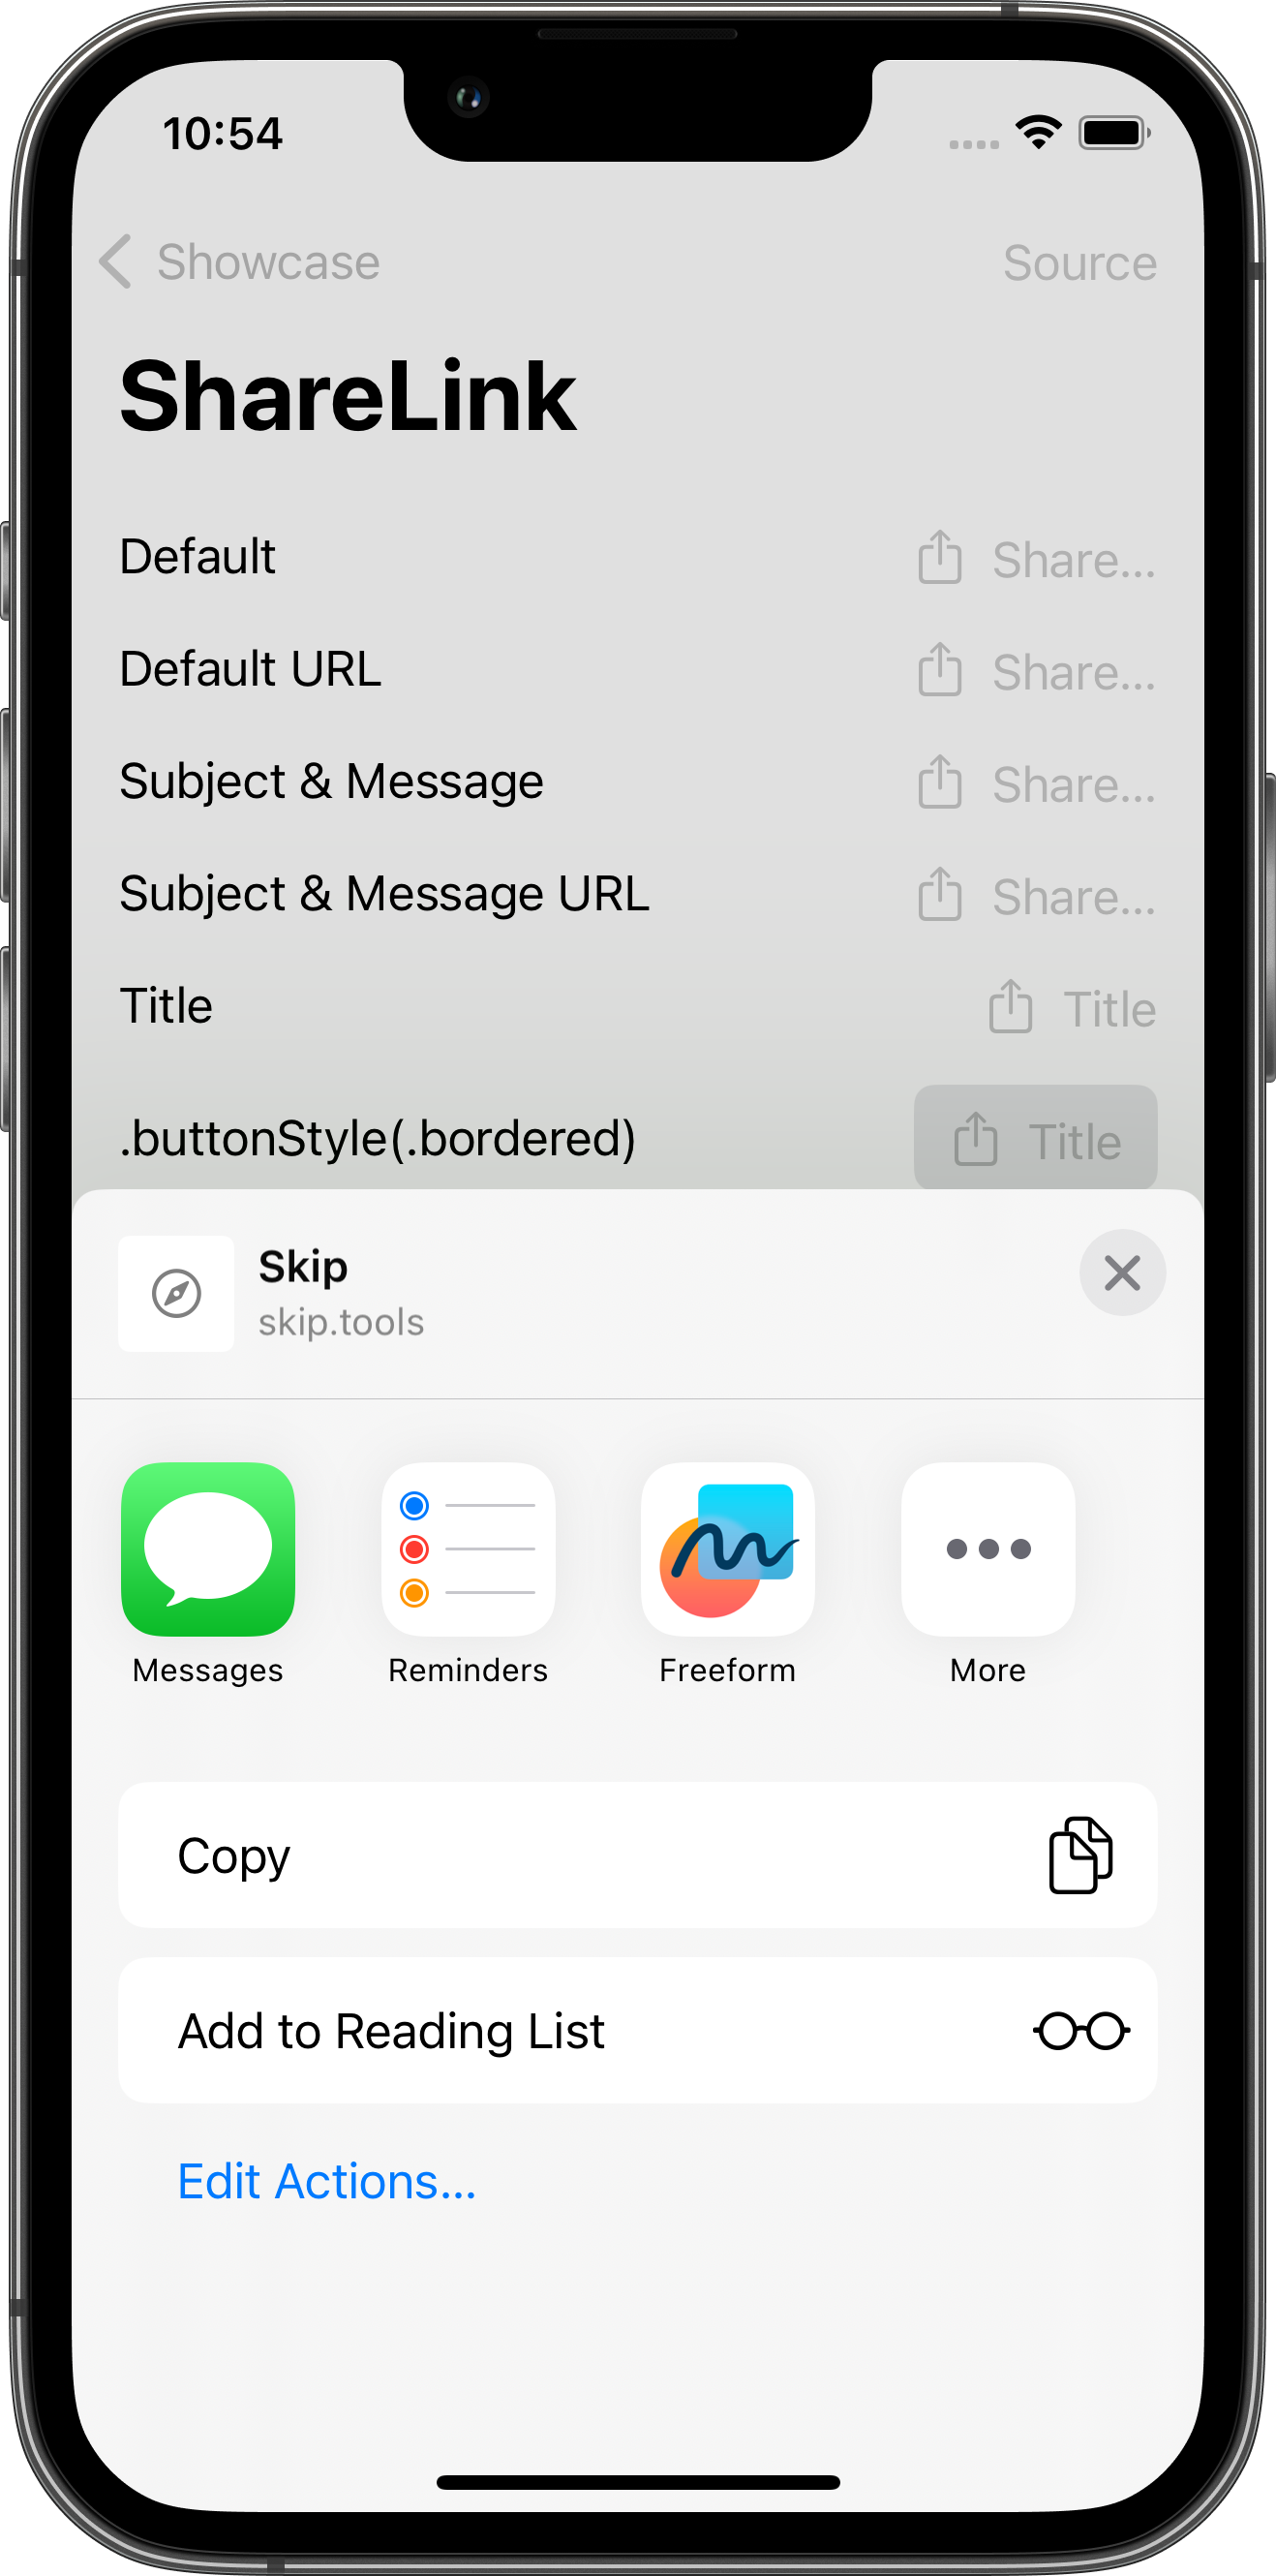 10:54
Showcase
Source
ShareLink
Default
Share...
Default URL
Share...
Subject & Message
Share...
Subject & Message URL
Share...
Title
Title
.buttonStyle(.bordered)
Title
Skip
skip.tools
Messages
Reminders
Freeform
More
Copy
Add to Reading List
Edit Actions...